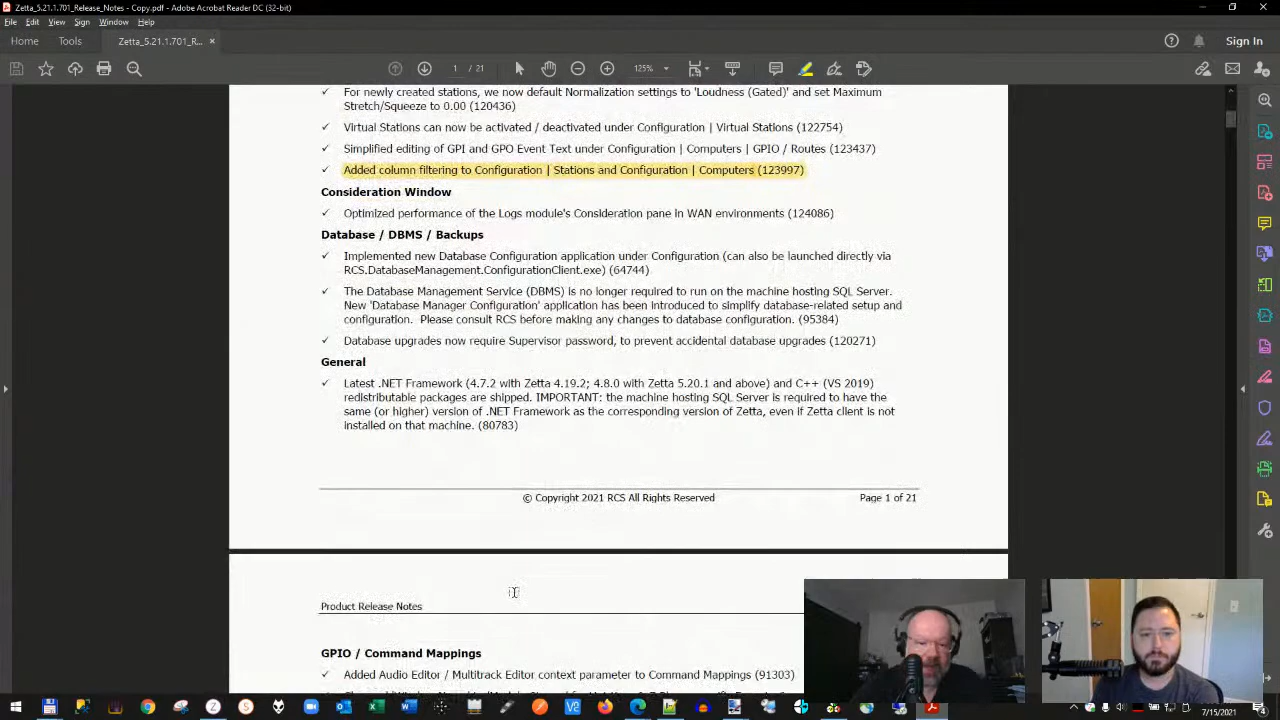 Zetta_5.21.1.701_Release_Notes - Copy.pdf - Adobe Acrobat Reader DC (32-bit)
File Edit View Sign Window Help
Home Tools Zetta_5.21.1.701_R... × Sign In
1 / 21 125%
✓ For newly created stations, we now default Normalization settings to 'Loudness (Gated)' and set Maximum
Stretch/Squeeze to 0.00 (120436)
✓ Virtual Stations can now be activated / deactivated under Configuration | Virtual Stations (122754)
✓ Simplified editing of GPI and GPO Event Text under Configuration | Computers | GPIO / Routes (123437)
✓ Added column filtering to Configuration | Stations and Configuration | Computers (123997)
Consideration Window
✓ Optimized performance of the Logs module's Consideration pane in WAN environments (124086)
Database / DBMS / Backups
✓ Implemented new Database Configuration application under Configuration (can also be launched directly via
RCS.DatabaseManagement.ConfigurationClient.exe) (64744)
✓ The Database Management Service (DBMS) is no longer required to run on the machine hosting SQL Server.
New 'Database Manager Configuration' application has been introduced to simplify database-related setup and
configuration. Please consult RCS before making any changes to database configuration. (95384)
✓ Database upgrades now require Supervisor password, to prevent accidental database upgrades (120271)
General
✓ Latest .NET Framework (4.7.2 with Zetta 4.19.2; 4.8.0 with Zetta 5.20.1 and above) and C++ (VS 2019)
redistributable packages are shipped. IMPORTANT: the machine hosting SQL Server is required to have the
same (or higher) version of .NET Framework as the corresponding version of Zetta, even if Zetta client is not
installed on that machine. (80783)
© Copyright 2021 RCS All Rights Reserved Page 1 of 21
Product Release Notes
GPIO / Command Mappings
✓ Added Audio Editor / Multitrack Editor context parameter to Command Mappings (91303)
7/15/2021